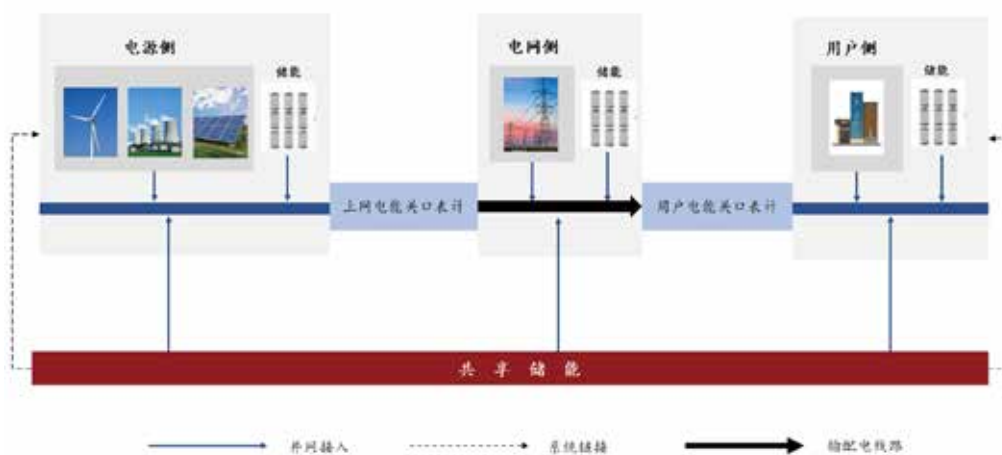 电源侧
电网侧
用户侧
储能
储能
储能
上网电能关口表计
用户电能关口表计
共享储能
并网接入
系统链接
输配电线路